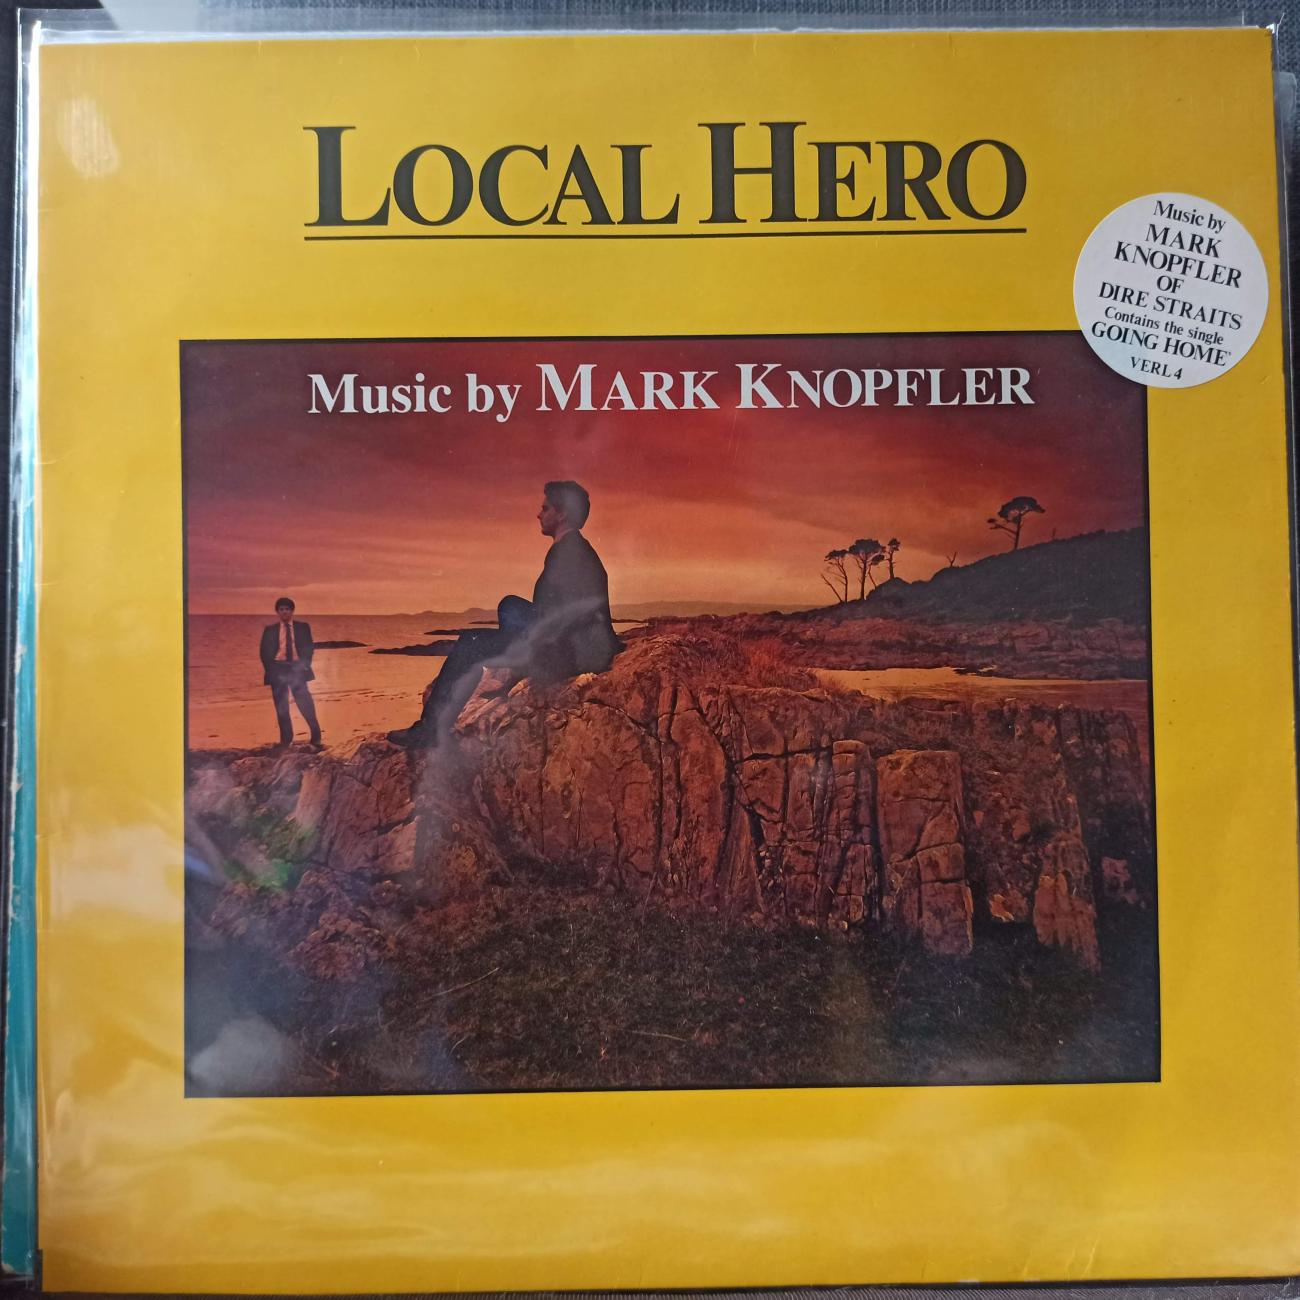 LOCAL HERO
Music by
MARK
KNOPFLER
OF
DIRE STRAITS
Contains the single
GOING HOME'
VERL 4
Music by MARK KNOPFLER